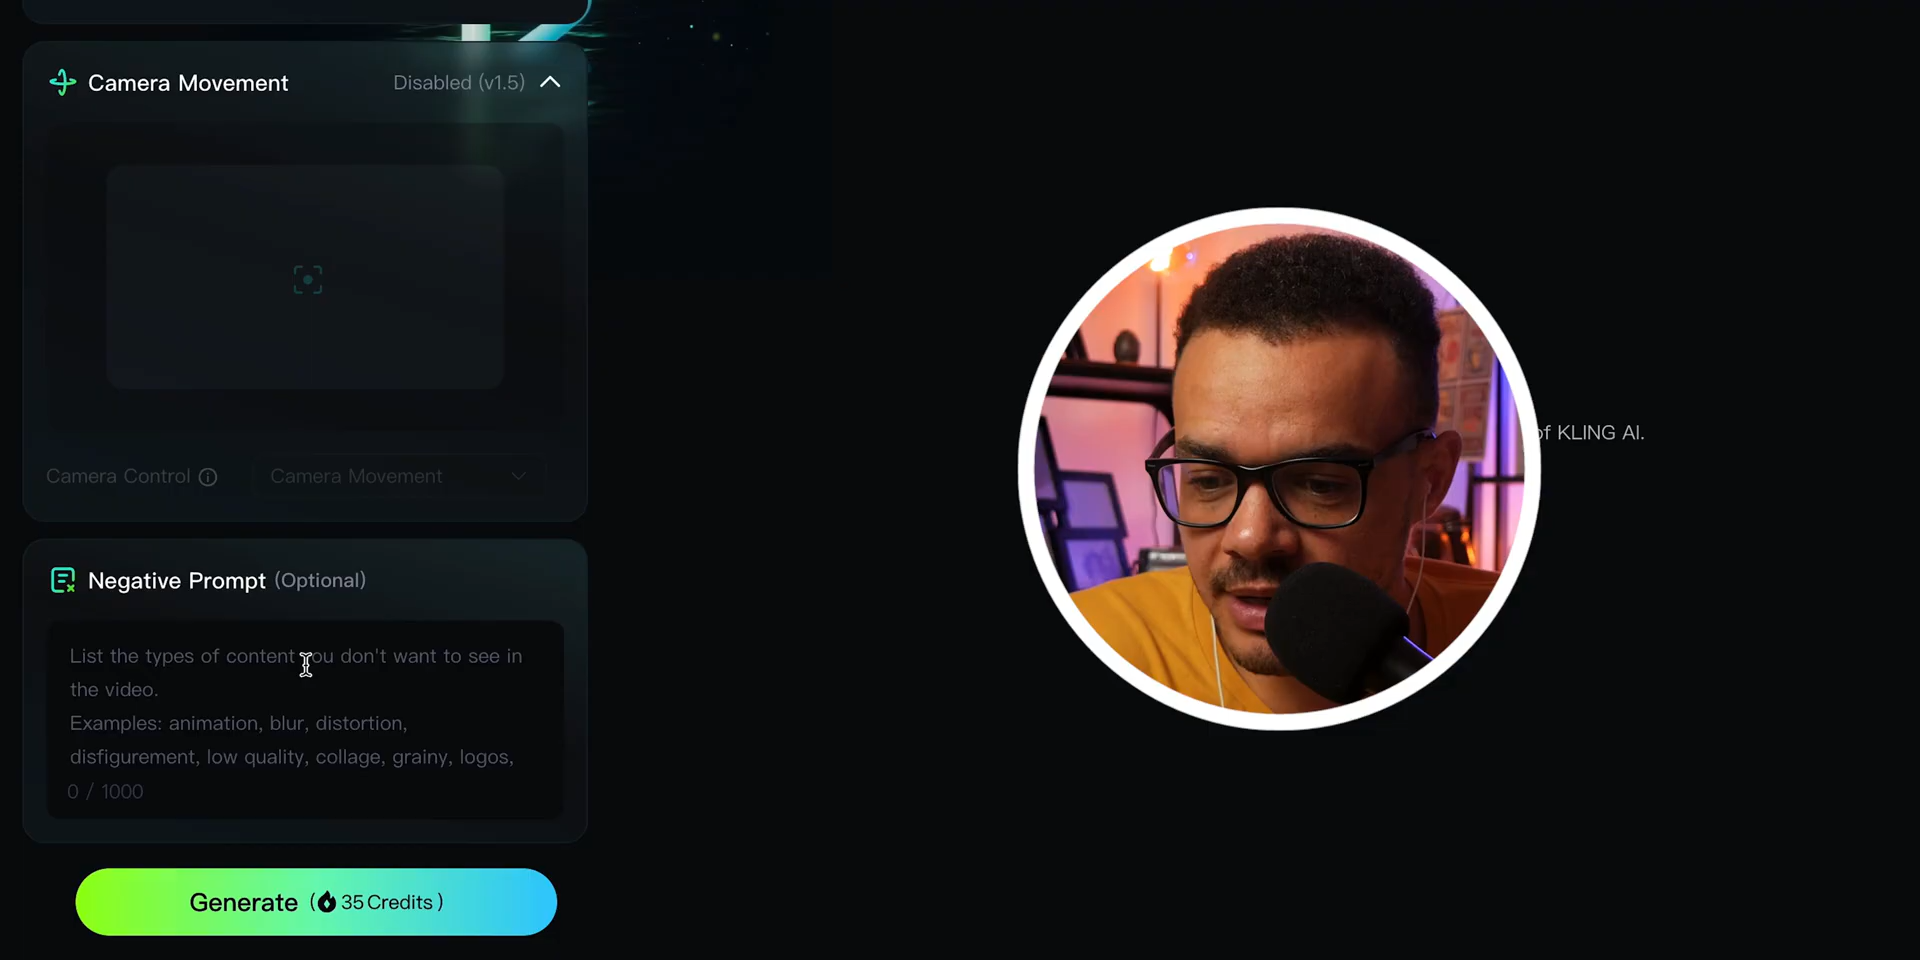 Camera Movement Disabled (v1.5)
Camera Control Camera Movement
Negative Prompt (Optional)
List the types of content you don't want to see in
the video.
Examples: animation, blur, distortion,
disfigurement, low quality, collage, grainy, logos,
0 / 1000
Generate ( 35 Credits )
of KLING AI.